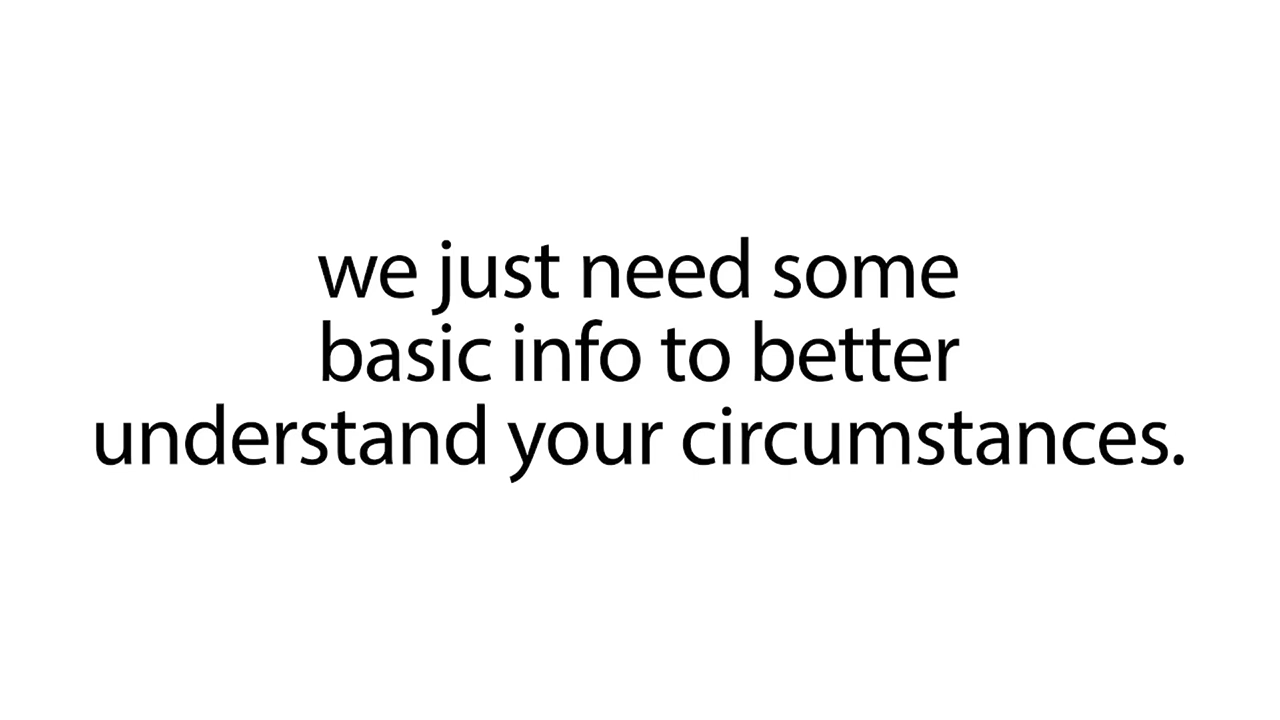 we just need some
basic info to better
understand your circumstances.